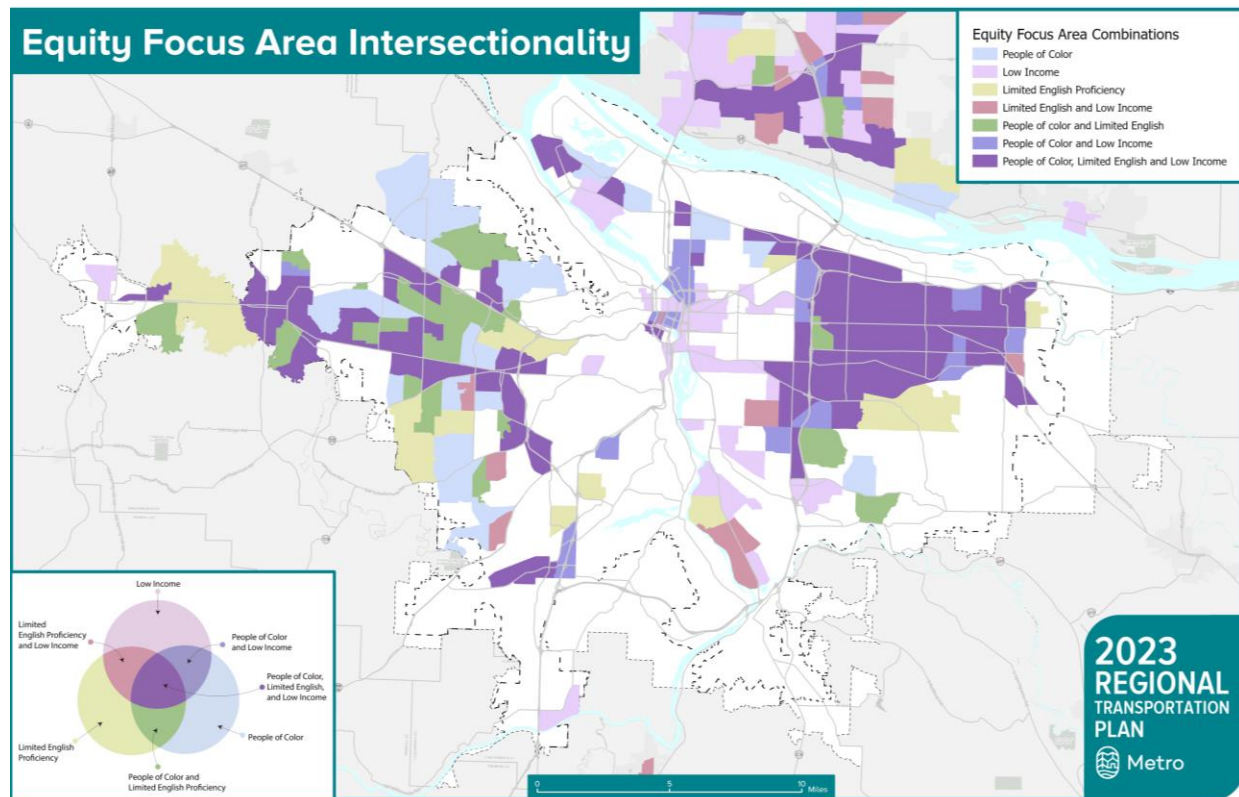 Equity Focus Area Intersectionality
Equity Focus Area Combinations
People of Color
Low Income
Limited English Proficiency
Limited English and Low Income
People of color and Limited English
People of Color and Low Income
People of Color, Limited English and Low Income
Low Income
Limited
English Proficiency
and Low Income
People of Color
and Low Income
People of Color,
Limited English,
and Low Income
People of Color
Limited English
Proficiency
People of Color and
Limited English Proficiency
0
5
10
Miles
2023
REGIONAL
TRANSPORTATION
PLAN
Metro